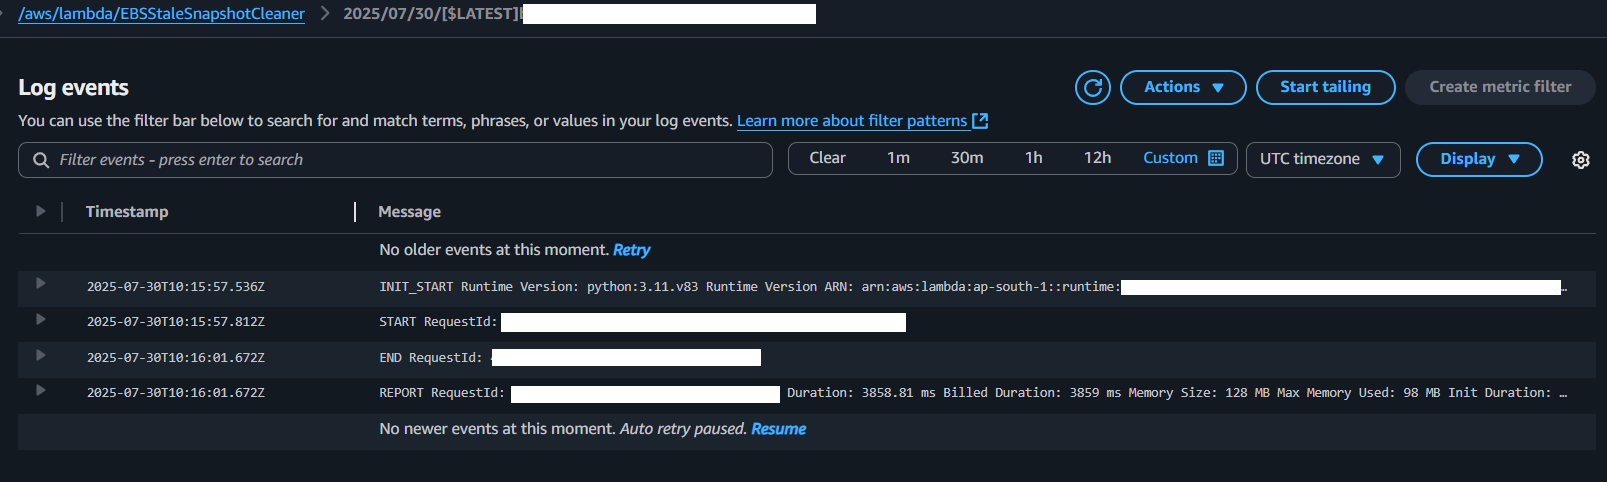 /aws/lambda/EBSStaleSnapshotCleaner > 2025/07/30/[$LATEST]
Log events
Actions
Start tailing
Create metric filter
You can use the filter bar below to search for and match terms, phrases, or values in your log events. Learn more about filter patterns
Filter events - press enter to search
Clear 1m 30m 1h 12h Custom
UTC timezone
Display
Timestamp Message
No older events at this moment. Retry
2025-07-30T10:15:57.536Z INIT_START Runtime Version: python:3.11.v83 Runtime Version ARN: arn:aws:lambda:ap-south-1::runtime: …
2025-07-30T10:15:57.812Z START RequestId:
2025-07-30T10:16:01.672Z END RequestId:
2025-07-30T10:16:01.672Z REPORT RequestId: Duration: 3858.81 ms Billed Duration: 3859 ms Memory Size: 128 MB Max Memory Used: 98 MB Init Duration: …
No newer events at this moment. Auto retry paused. Resume